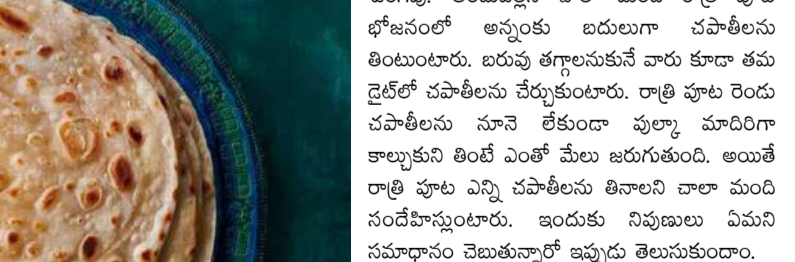 భోజనంలో అన్నంకు బదులుగా చపాతీలను
తింటుంటారు. బరువు తగ్గాలనుకునే వారు కూడా తమ
డైట్‌లో చపాతీలను చేర్చుకుంటారు. రాత్రి పూట రెండు
చపాతీలను నూనె లేకుండా పుల్కా మాదిరిగా
కాల్చుకుని తింటే ఎంతో మేలు జరుగుతుంది. అయితే
రాత్రి పూట ఎన్ని చపాతీలను తినాలని చాలా మంది
సందేహిస్తుంటారు. ఇందుకు నిపుణులు ఏమని
సమాధానం చెబుతున్నారో ఇప్పుడు తెలుసుకుందాం.